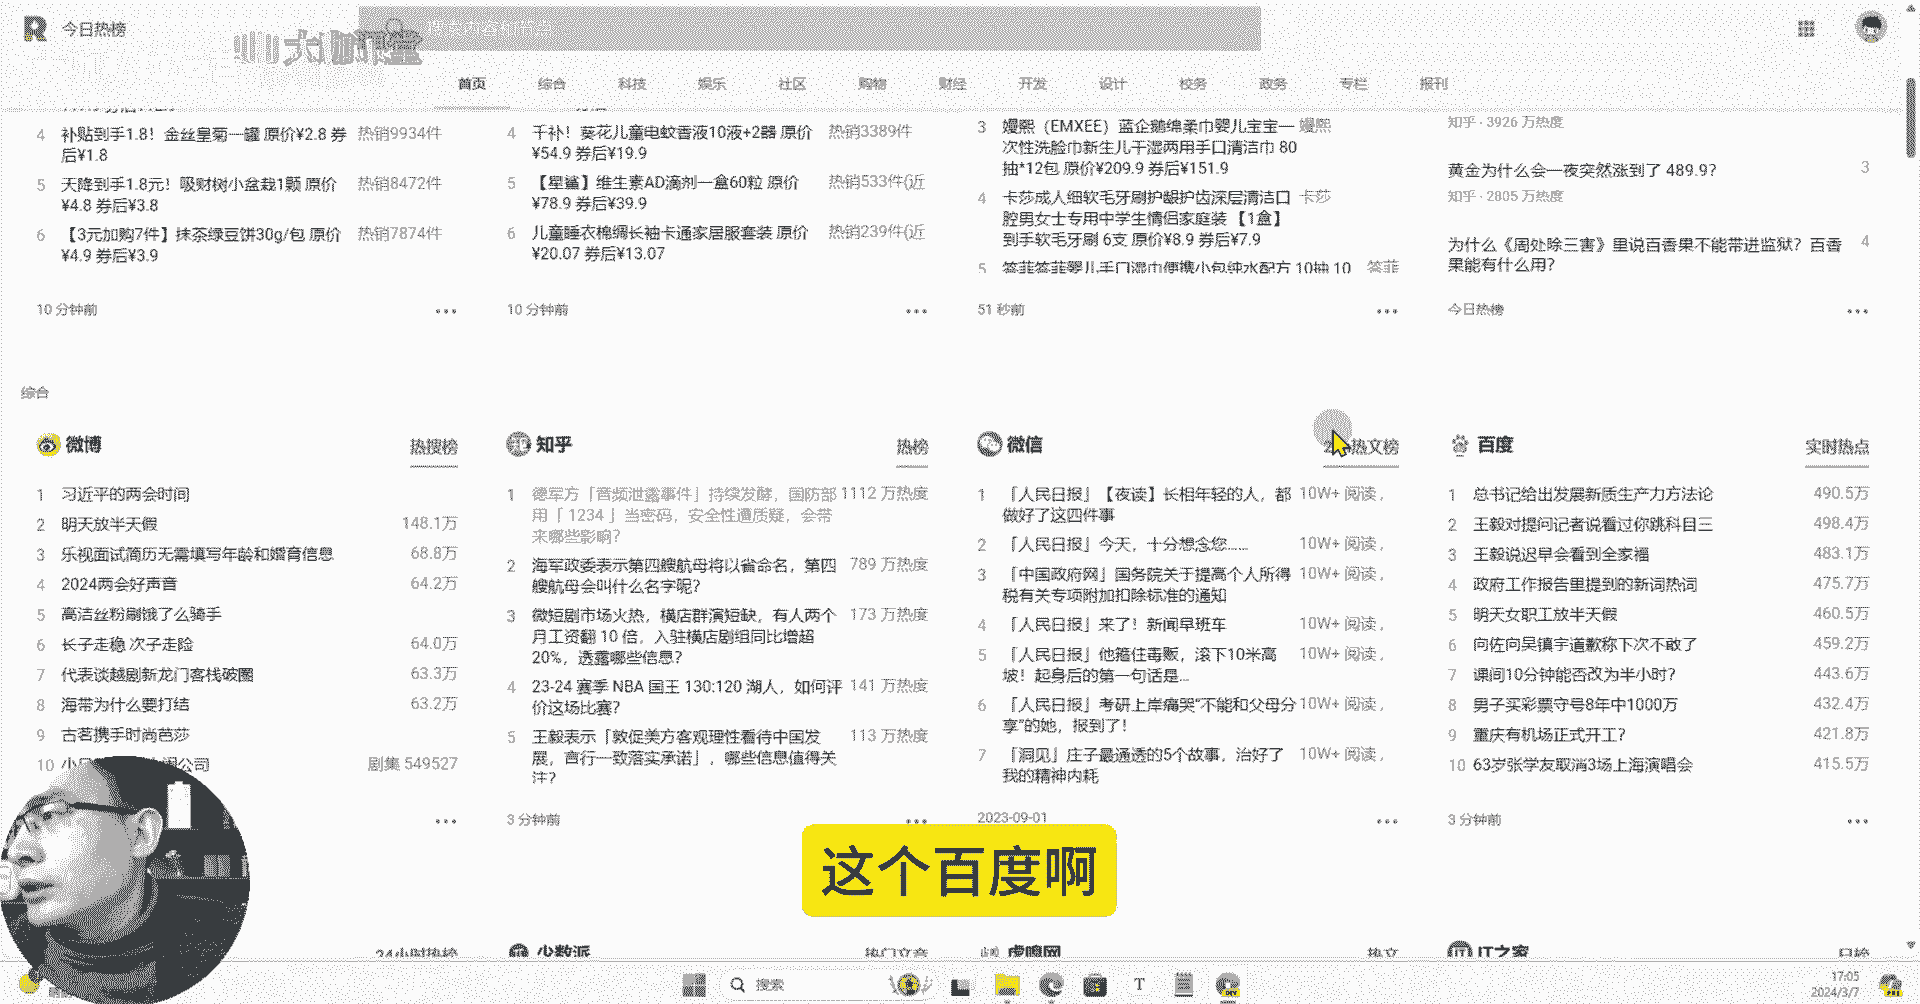 今日热榜
首页 综合 科技 娱乐 社区 购物 财经 开发 设计 校务 政务 专栏 报刊
4 补贴到手1.8！金丝皇菊一罐 原价¥2.8 券 热销9934件
后¥1.8
5 天降到手1.8元！吸财树小盆栽1颗 原价 热销8472件
¥4.8 券后¥3.8
6 【3元加购7件】抹茶绿豆饼30g/包 原价 热销7874件
¥4.9 券后¥3.9
10 分钟前
4 千补！葵花儿童电蚊香液10液+2器 原价 热销3389件
¥54.9 券后¥19.9
5 【星鲨】维生素AD滴剂一盒60粒 原价 热销533件(近
¥78.9 券后¥39.9
6 儿童睡衣棉绸长袖卡通家居服套装 原价 热销239件(近
¥20.07 券后¥13.07
10 分钟前
3 嫚熙（EMXEE）蓝企鹅绵柔巾婴儿宝宝一 嫚熙
次性洗脸巾新生儿干湿两用手口清洁巾 80
抽*12包 原价¥209.9 券后¥151.9
4 卡莎成人细软毛牙刷护龈护齿深层清洁口 卡莎
腔男女士专用中学生情侣家庭装 【1盒】
到手软毛牙刷 6支 原价¥8.9 券后¥7.9
5 答菲答菲婴儿手口湿巾便携小包纯水配方 10抽 10 答菲
51 秒前
知乎 · 3926 万热度
黄金为什么会一夜突然涨到了 489.9？ 3
知乎 · 2805 万热度
为什么《周处除三害》里说百香果不能带进监狱？百香 4
果能有什么用？
今日热榜
综合
微博 热搜榜
1 习近平的两会时间
2 明天放半天假 148.1万
3 乐视面试简历无需填写年龄和婚育信息 68.8万
4 2024两会好声音 64.2万
5 高洁丝粉刷饿了么骑手
6 长子走稳 次子走险 64.0万
7 代表谈越剧新龙门客栈破圈 63.3万
8 海带为什么要打结 63.2万
9 古茗携手时尚芭莎
10 小日 公司 剧集 549527
知乎 热榜
1 德军方「音频泄露事件」持续发酵，国防部 1112 万热度
用「 1234 」当密码，安全性遭质疑，会带
来哪些影响？
2 海军政委表示第四艘航母将以省命名，第四 789 万热度
艘航母会叫什么名字呢？
3 微短剧市场火热，横店群演短缺，有人两个 173 万热度
月工资翻 10 倍，入驻横店剧组同比增超
20%，透露哪些信息？
4 23-24 赛季 NBA 国王 130:120 湖人，如何评 141 万热度
价这场比赛？
5 王毅表示「敦促美方客观理性看待中国发 113 万热度
展，言行一致落实承诺」，哪些信息值得关
注？
3 分钟前
微信 热文榜
1 「人民日报」【夜读】长相年轻的人，都 10W+ 阅读，
做好了这四件事
2 「人民日报」今天，十分想念您…… 10W+ 阅读，
3 「中国政府网」国务院关于提高个人所得 10W+ 阅读，
税有关专项附加扣除标准的通知
4 「人民日报」来了！新闻早班车 10W+ 阅读，
5 「人民日报」他箍住毒贩，滚下10米高 10W+ 阅读，
坡！起身后的第一句话是…
6 「人民日报」考研上岸痛哭“不能和父母分 10W+ 阅读，
享”的她，报到了！
7 「洞见」庄子最通透的5个故事，治好了 10W+ 阅读，
我的精神内耗
2023-09-01
百度 实时热点
1 总书记给出发展新质生产力方法论 490.5万
2 王毅对提问记者说看过你跳科目三 498.4万
3 王毅说迟早会看到全家福 483.1万
4 政府工作报告里提到的新词热词 475.7万
5 明天女职工放半天假 460.5万
6 向佐向吴镇宇道歉称下次不敢了 459.2万
7 课间10分钟能否改为半小时？ 443.6万
8 男子买彩票守号8年中1000万 432.4万
9 重庆有机场正式开工？ 421.8万
10 63岁张学友取消3场上海演唱会 415.5万
3 分钟前
这个百度啊
24小时热榜
少数派 热门文章
虎嗅网 热文
IT之家 日榜
搜索
17:05
2024/3/7